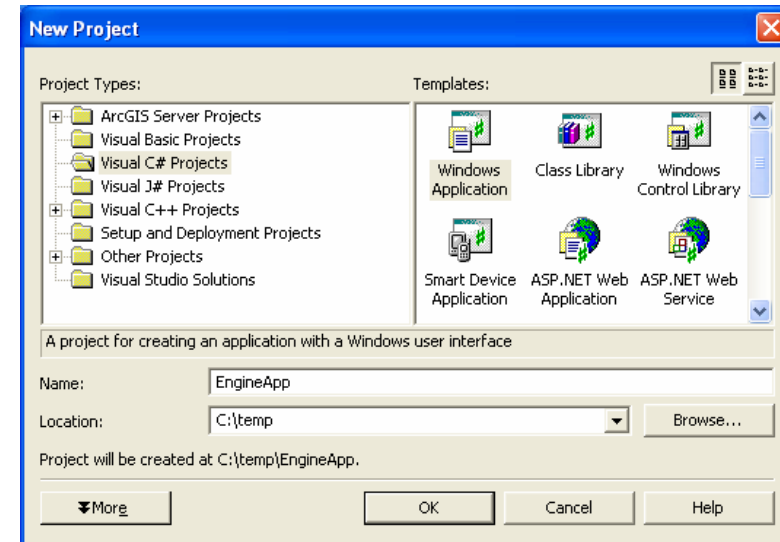 New Project
Project Types:
Templates:
ArcGIS Server Projects
Visual Basic Projects
Visual C# Projects
Visual J# Projects
Visual C++ Projects
Setup and Deployment Projects
Other Projects
Visual Studio Solutions
Windows
Application
Class Library
Windows
Control Library
Smart Device
Application
ASP.NET Web
Application
ASP.NET Web
Service
A project for creating an application with a Windows user interface
Name:
EngineApp
Location:
C:\temp
Browse...
Project will be created at C:\temp\EngineApp.
More
OK
Cancel
Help